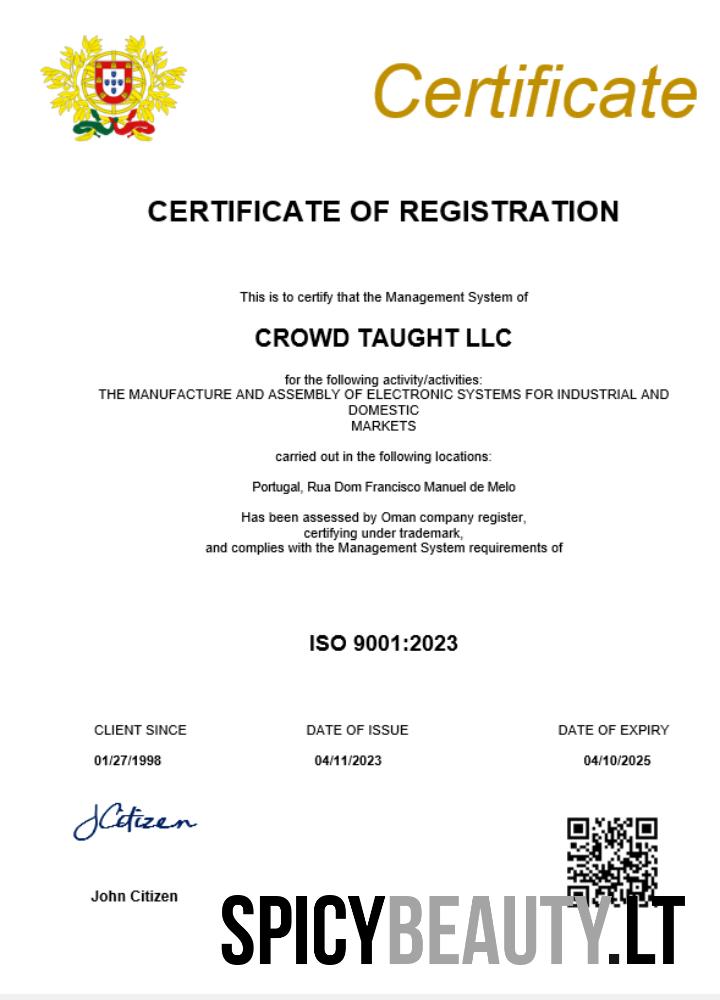 Certificate
CERTIFICATE OF REGISTRATION
This is to certify that the Management System of
CROWD TAUGHT LLC
for the following activity/activities:
THE MANUFACTURE AND ASSEMBLY OF ELECTRONIC SYSTEMS FOR INDUSTRIAL AND
DOMESTIC
MARKETS
carried out in the following locations:
Portugal, Rua Dom Francisco Manuel de Melo
Has been assessed by Oman company register,
certifying under trademark,
and complies with the Management System requirements of
ISO 9001:2023
CLIENT SINCE DATE OF ISSUE DATE OF EXPIRY
01/27/1998 04/11/2023 04/10/2025
JCitizen
John Citizen
SPICYBEAUTY.LT